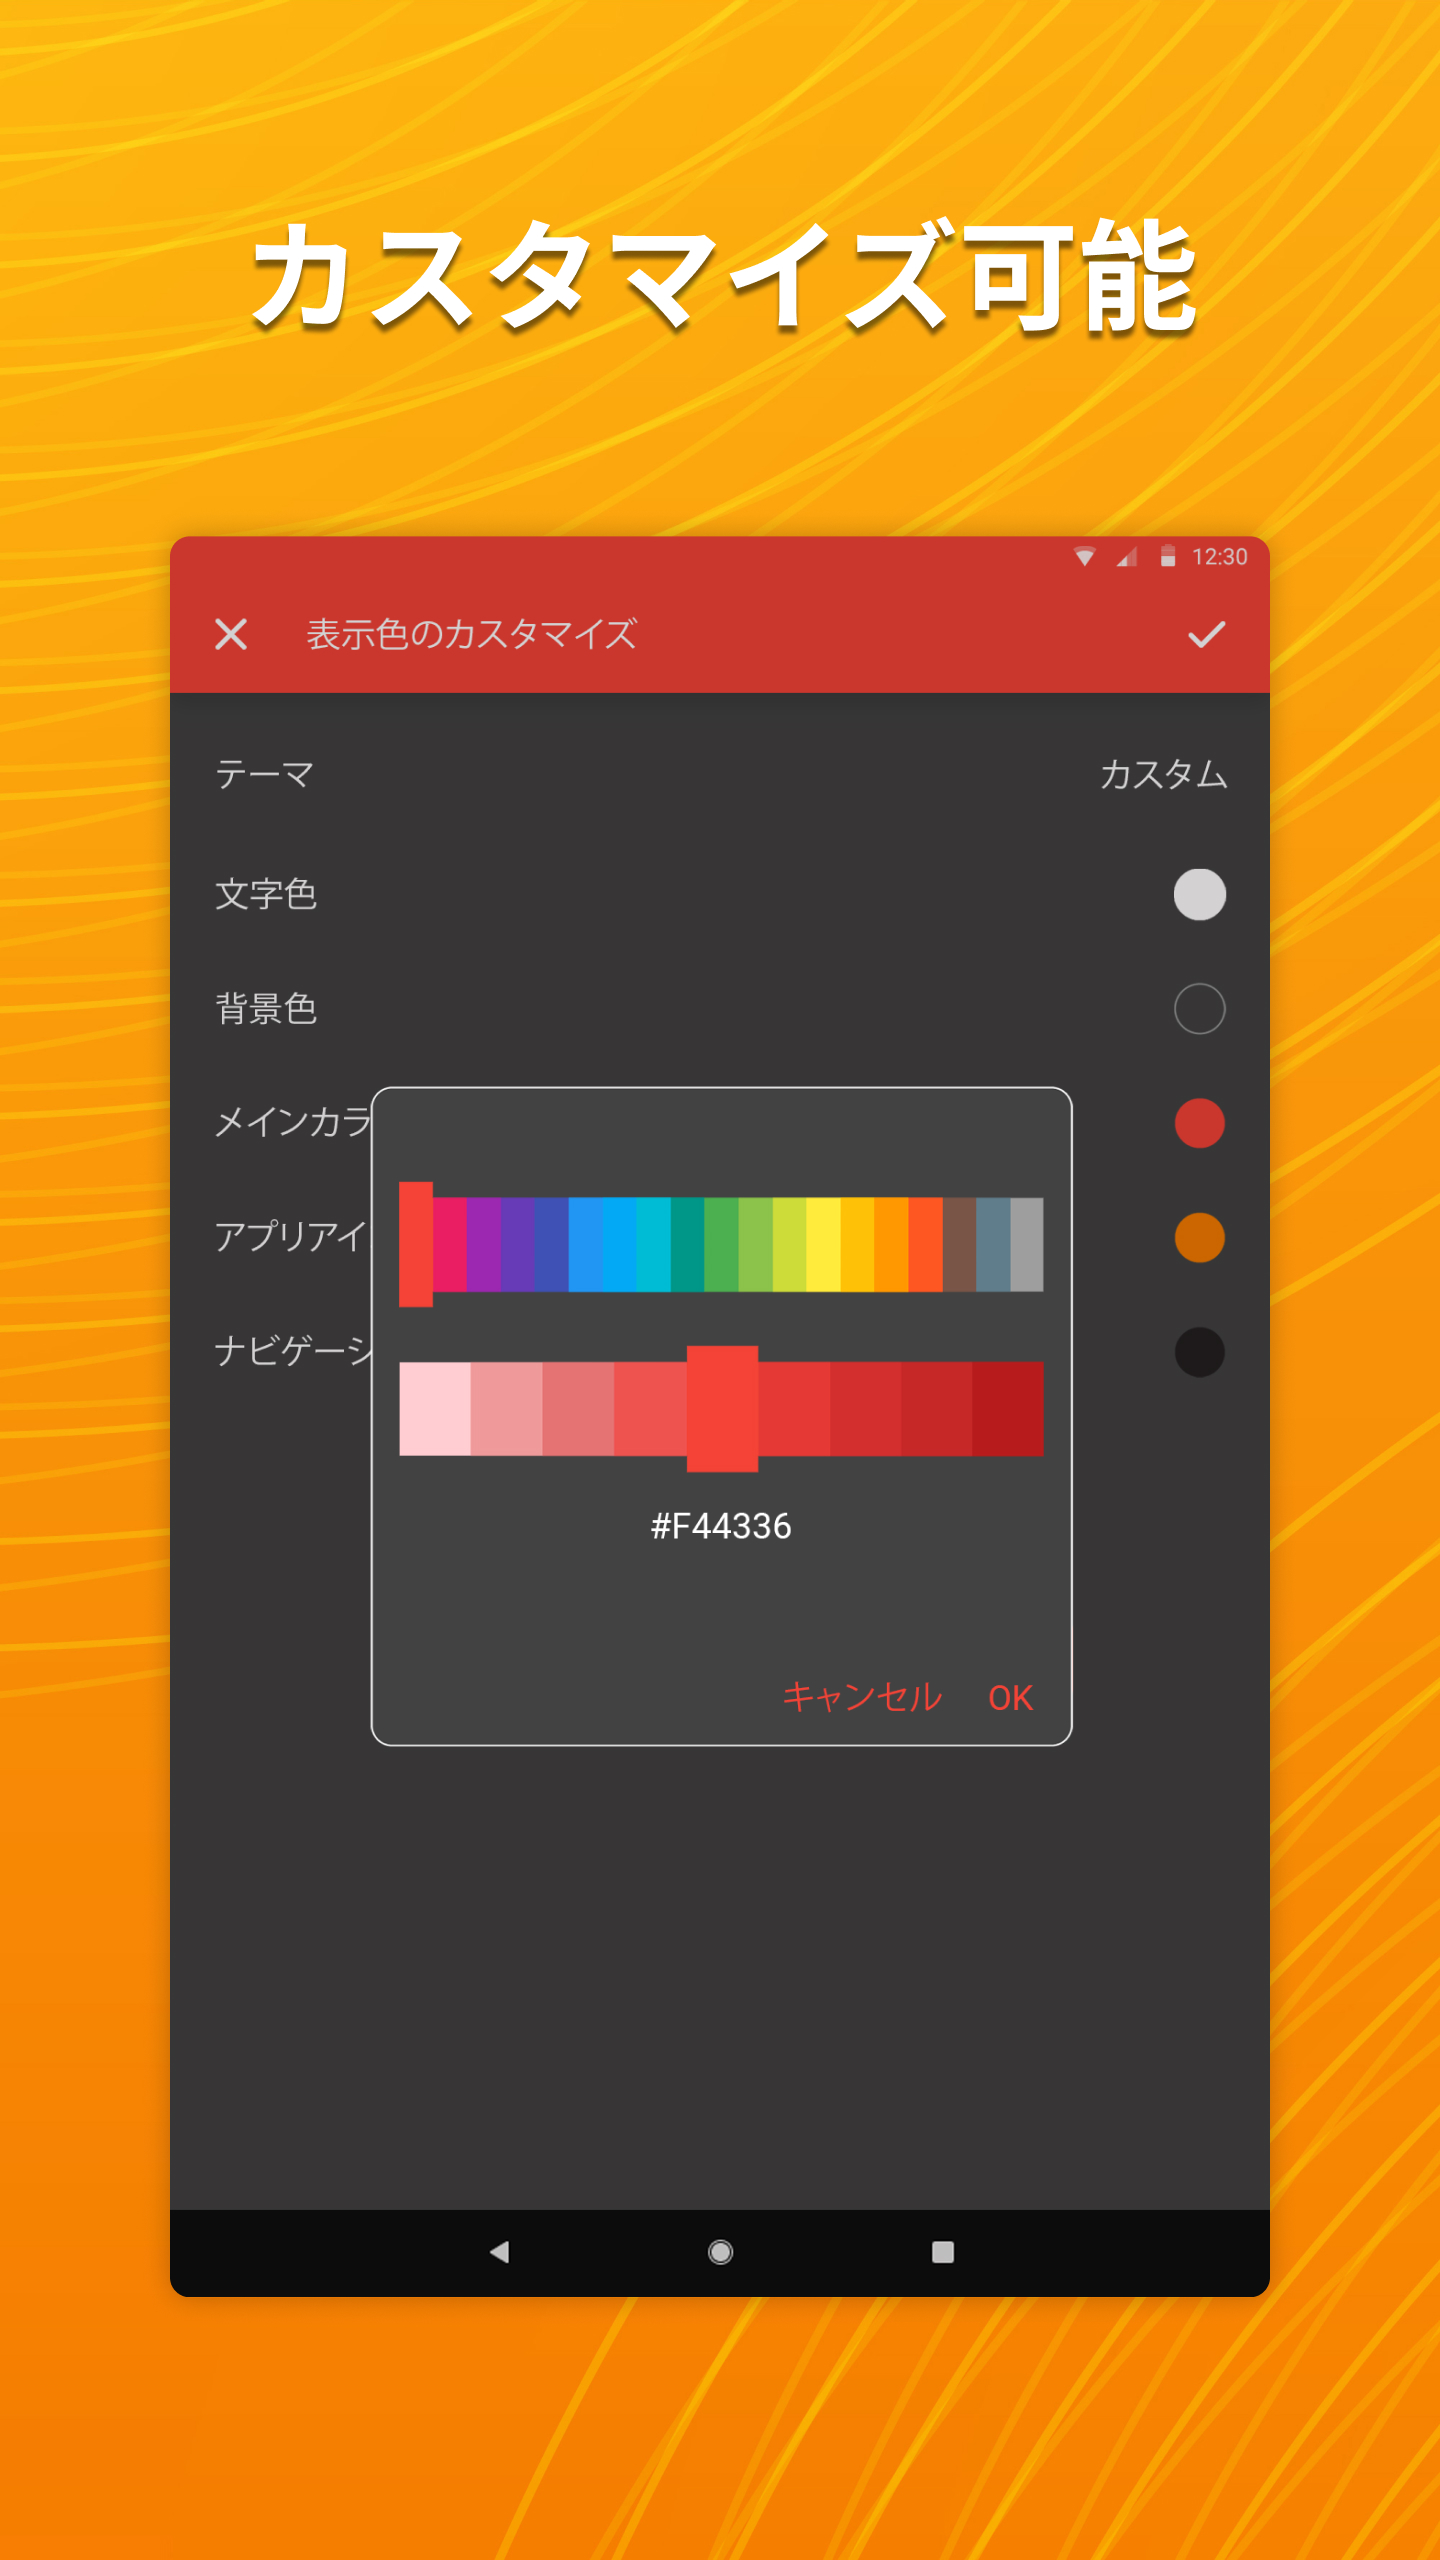 カスタマイズ可能
12:30
表示色のカスタマイズ
テーマ
カスタム
文字色
背景色
メインカラ
アプリアイ
ナビゲーシ
#F44336
キャンセル
OK